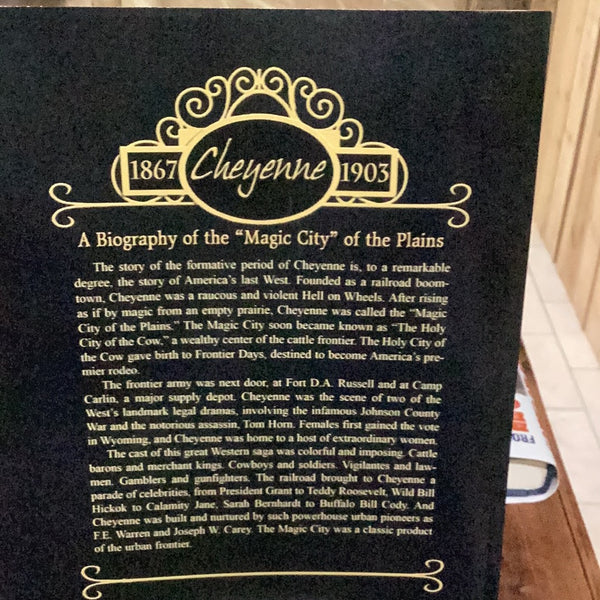 1867 Cheyenne 1903
A Biography of the "Magic City" of the Plains
The story of the formative period of Cheyenne is, to a remarkable
degree, the story of America's last West. Founded as a railroad boom-
town, Cheyenne was a raucous and violent Hell on Wheels. After rising
as if by magic from an empty prairie, Cheyenne was called the "Magic
City of the Plains." The Magic City soon became known as "The Holy
City of the Cow," a wealthy center of the cattle frontier. The Holy City of
the Cow gave birth to Frontier Days, destined to become America's pre-
mier rodeo.
The frontier army was next door, at Fort D.A. Russell and at Camp
Carlin, a major supply depot. Cheyenne was the scene of two of the
West's landmark legal dramas, involving the infamous Johnson County
War and the notorious assassin, Tom Horn. Females first gained the vote
in Wyoming, and Cheyenne was home to a host of extraordinary women.
The cast of this great Western saga was colorful and imposing. Cattle
barons and merchant kings. Cowboys and soldiers. Vigilantes and law-
men. Gamblers and gunfighters. The railroad brought to Cheyenne a
parade of celebrities, from President Grant to Teddy Roosevelt, Wild Bill
Hickok to Calamity Jane, Sarah Bernhardt to Buffalo Bill Cody. And
Cheyenne was built and nurtured by such powerhouse urban pioneers as
F.E. Warren and Joseph W. Carey. The Magic City was a classic product
of the urban frontier.